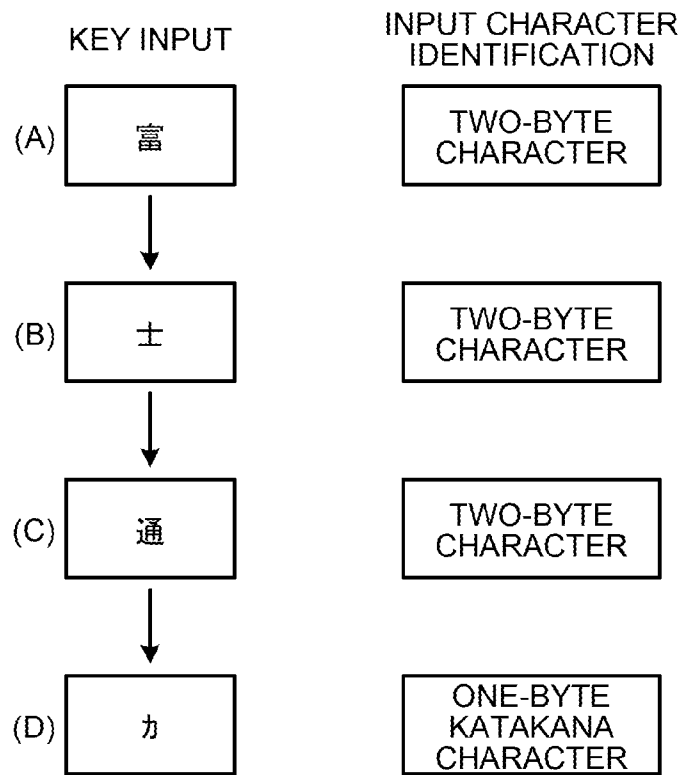 KEY INPUT
INPUT CHARACTER
IDENTIFICATION
(A)
富
TWO-BYTE
CHARACTER
(B)
士
TWO-BYTE
CHARACTER
(C)
通
TWO-BYTE
CHARACTER
(D)
ｶ
ONE-BYTE
KATAKANA
CHARACTER